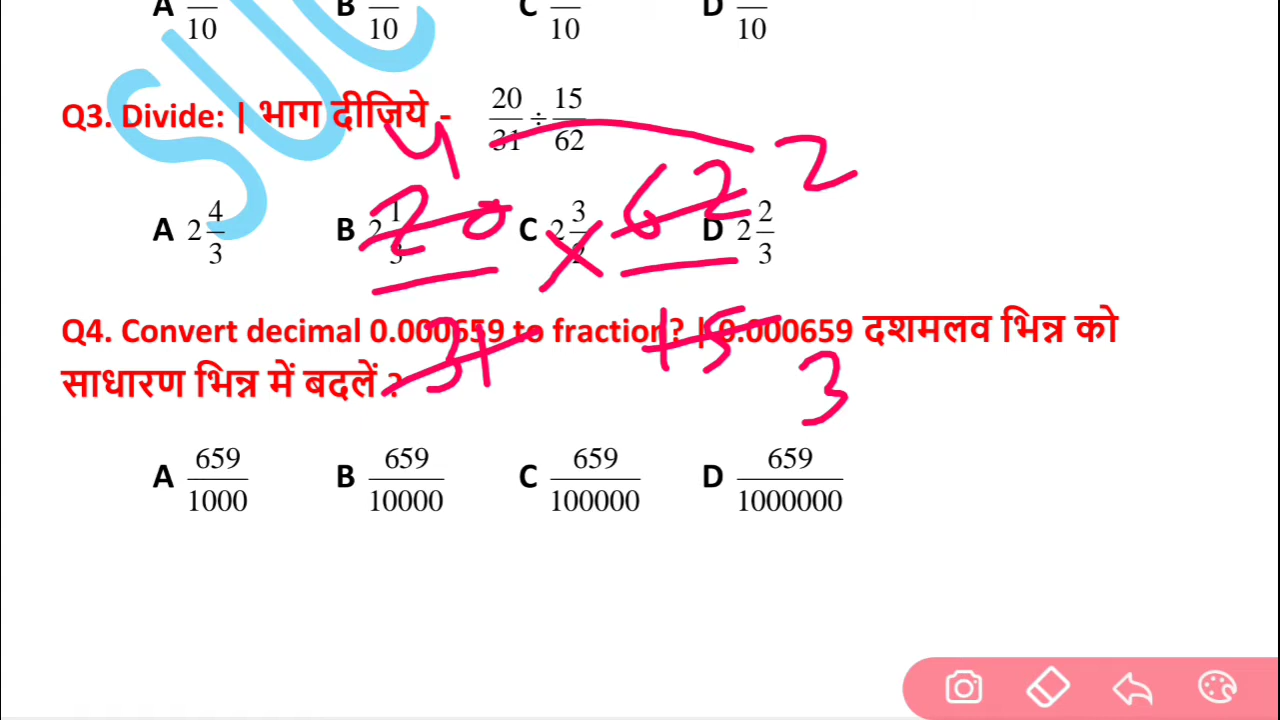 A B C D
10 10 10 10
SUC
Q3. Divide: | भाग दीजिये - 20/31 ÷ 15/62
4
20/31 × 62/15 2
3
A 2 4/3 B 2 1/3 C 2 3/2 D 2 2/3
Q4. Convert decimal 0.000659 to fraction? | 0.000659 दशमलव भिन्न को
साधारण भिन्न में बदलें ?
A 659/1000 B 659/10000 C 659/100000 D 659/1000000